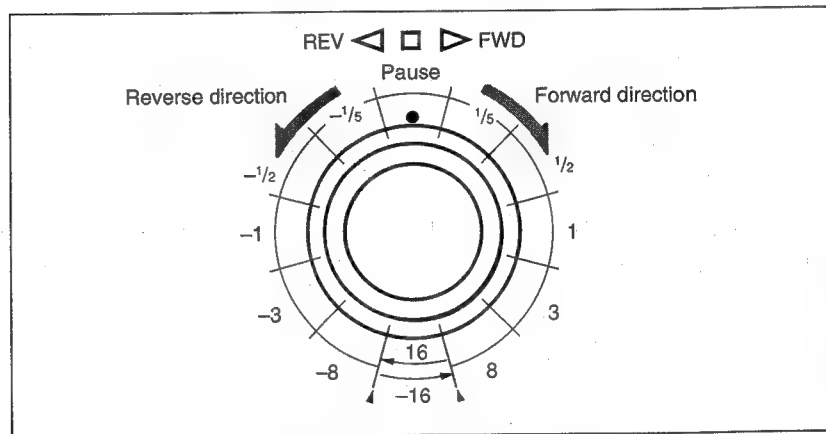 REV FWD
Pause
Reverse direction Forward direction
–1/5 1/5
–1/2 1/2
–1 1
–3 3
–8 16 8
–16